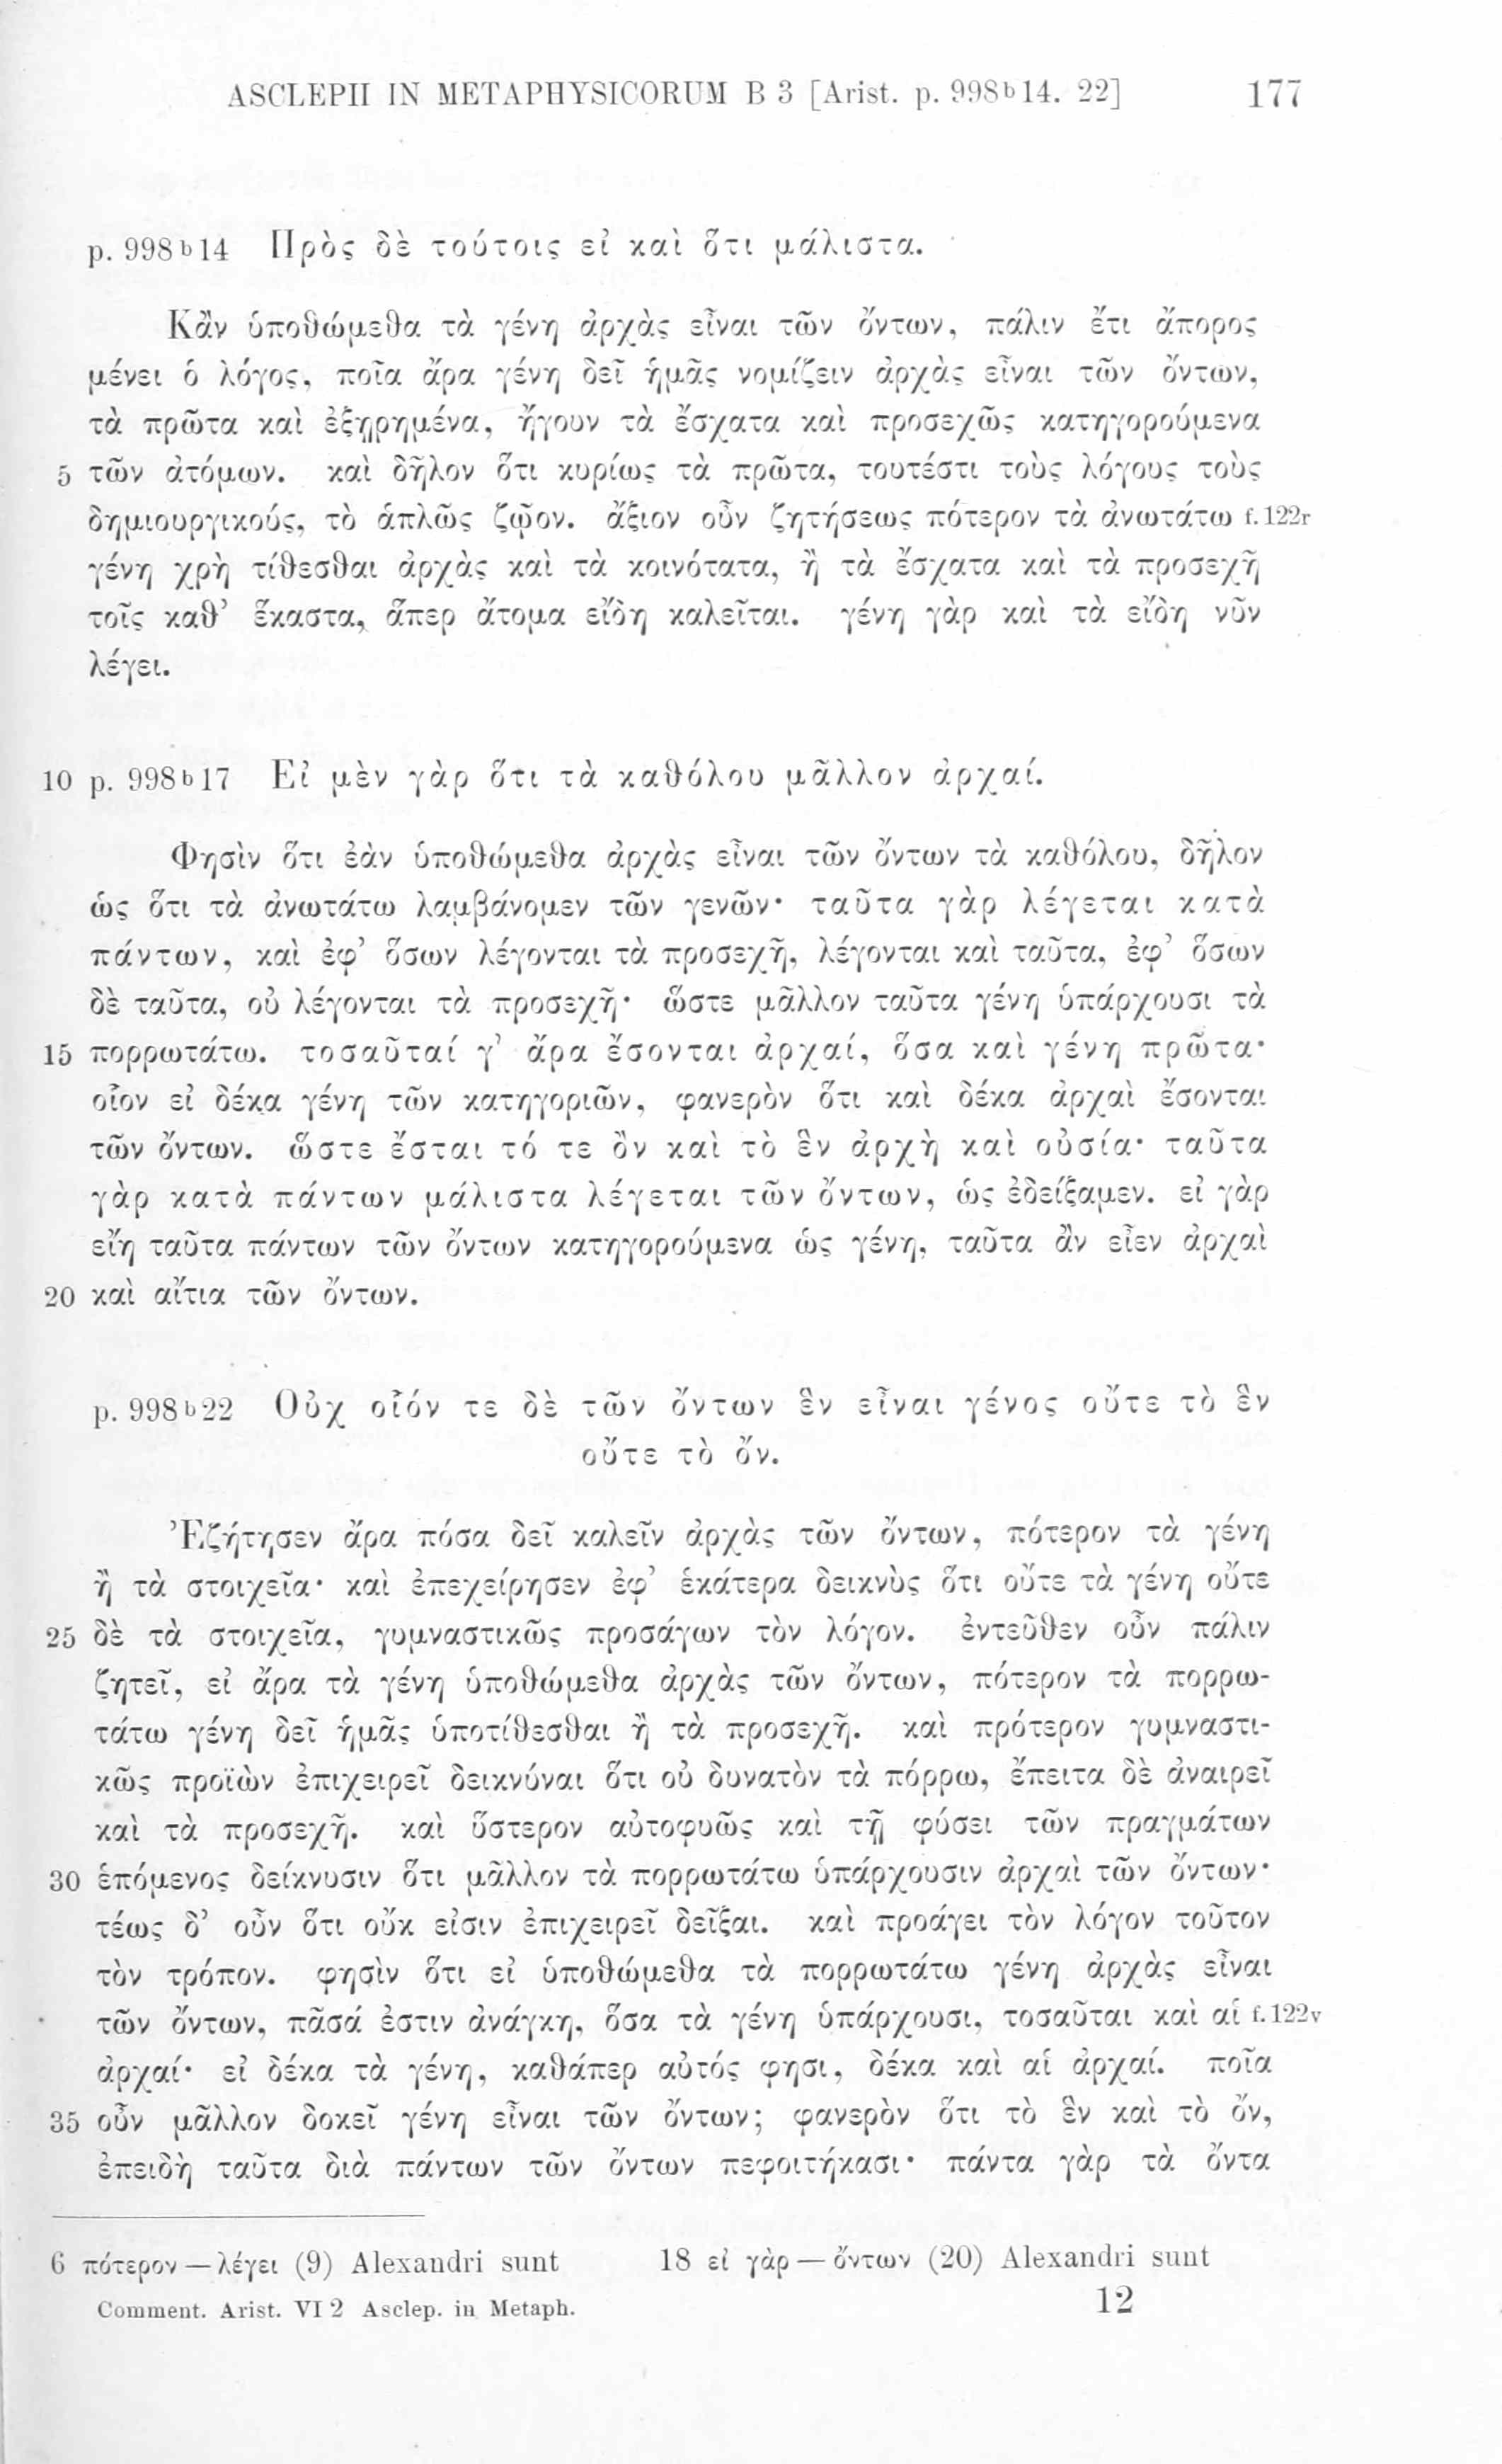 ASCLEPII IN METAPHYSICORUM B 3 [Arist. p. 998b14. 22] 177
p. 998b14 Πρὸς δὲ τούτοις εἰ καὶ ὅτι μάλιστα.
Κἂν ὑποθώμεθα τὰ γένη ἀρχὰς εἶναι τῶν ὄντων, πάλιν ἔτι ἄπορος
μένει ὁ λόγος, ποῖα ἄρα γένη δεῖ ἡμᾶς νομίζειν ἀρχὰς εἶναι τῶν ὄντων,
τὰ πρῶτα καὶ ἐξῃρημένα, ἤγουν τὰ ἔσχατα καὶ προσεχῶς κατηγορούμενα
5 τῶν ἀτόμων. καὶ δῆλον ὅτι κυρίως τὰ πρῶτα, τουτέστι τοὺς λόγους τοὺς
δημιουργικούς, τὸ ἁπλῶς ζῷον. ἄξιον οὖν ζητήσεως πότερον τὰ ἀνωτάτω f. 122r
γένη χρὴ τίθεσθαι ἀρχὰς καὶ τὰ κοινότατα, ἢ τὰ ἔσχατα καὶ τὰ προσεχῆ
τοῖς καθ’ ἕκαστα, ἅπερ ἄτομα εἴδη καλεῖται. γένη γὰρ καὶ τὰ εἴδη νῦν
λέγει.
10 p. 998b17 Εἰ μὲν γὰρ ὅτι τὰ καθόλου μᾶλλον ἀρχαί.
Φησὶν ὅτι ἐὰν ὑποθώμεθα ἀρχὰς εἶναι τῶν ὄντων τὰ καθόλου, δῆλον
ὡς ὅτι τὰ ἀνωτάτω λαμβάνομεν τῶν γενῶν· ταῦτα γὰρ λέγεται κατὰ
πάντων, καὶ ἐφ’ ὅσων λέγονται τὰ προσεχῆ, λέγονται καὶ ταῦτα, ἐφ’ ὅσων
δὲ ταῦτα, οὐ λέγονται τὰ προσεχῆ· ὥστε μᾶλλον ταῦτα γένη ὑπάρχουσι τὰ
15 πορρωτάτω. τοσαῦταί γ’ ἄρα ἔσονται ἀρχαί, ὅσα καὶ γένη πρῶτα·
οἷον εἰ δέκα γένη τῶν κατηγοριῶν, φανερὸν ὅτι καὶ δέκα ἀρχαὶ ἔσονται
τῶν ὄντων. ὥστε ἔσται τό τε ὂν καὶ τὸ ἓν ἀρχὴ καὶ οὐσία· ταῦτα
γὰρ κατὰ πάντων μάλιστα λέγεται τῶν ὄντων, ὡς ἐδείξαμεν. εἰ γὰρ
εἴη ταῦτα πάντων τῶν ὄντων κατηγορούμενα ὡς γένη, ταῦτα ἂν εἶεν ἀρχαὶ
20 καὶ αἴτια τῶν ὄντων.
p. 998b22 Οὐχ οἷόν τε δὲ τῶν ὄντων ἓν εἶναι γένος οὔτε τὸ ἓν
οὔτε τὸ ὄν.
Ἐζήτησεν ἄρα πόσα δεῖ καλεῖν ἀρχὰς τῶν ὄντων, πότερον τὰ γένη
ἢ τὰ στοιχεῖα· καὶ ἐπεχείρησεν ἐφ’ ἑκάτερα δεικνὺς ὅτι οὔτε τὰ γένη οὔτε
25 δὲ τὰ στοιχεῖα, γυμναστικῶς προσάγων τὸν λόγον. ἐντεῦθεν οὖν πάλιν
ζητεῖ, εἰ ἄρα τὰ γένη ὑποθώμεθα ἀρχὰς τῶν ὄντων, πότερον τὰ πορρω-
τάτω γένη δεῖ ἡμᾶς ὑποτίθεσθαι ἢ τὰ προσεχῆ. καὶ πρότερον γυμναστι-
κῶς προϊὼν ἐπιχειρεῖ δεικνύναι ὅτι οὐ δυνατὸν τὰ πόρρω, ἔπειτα δὲ ἀναιρεῖ
καὶ τὰ προσεχῆ. καὶ ὕστερον αὐτοφυῶς καὶ τῇ φύσει τῶν πραγμάτων
30 ἑπόμενος δείκνυσιν ὅτι μᾶλλον τὰ πορρωτάτω ὑπάρχουσιν ἀρχαὶ τῶν ὄντων·
τέως δ’ οὖν ὅτι οὔκ εἰσιν ἐπιχειρεῖ δεῖξαι. καὶ προάγει τὸν λόγον τοῦτον
τὸν τρόπον. φησὶν ὅτι εἰ ὑποθώμεθα τὰ πορρωτάτω γένη ἀρχὰς εἶναι
τῶν ὄντων, πᾶσά ἐστιν ἀνάγκη, ὅσα τὰ γένη ὑπάρχουσι, τοσαῦται καὶ αἱ f. 122v
ἀρχαί· εἰ δέκα τὰ γένη, καθάπερ αὐτός φησι, δέκα καὶ αἱ ἀρχαί. ποῖα
35 οὖν μᾶλλον δοκεῖ γένη εἶναι τῶν ὄντων; φανερὸν ὅτι τὸ ἓν καὶ τὸ ὄν,
ἐπειδὴ ταῦτα διὰ πάντων τῶν ὄντων πεφοιτήκασι· πάντα γὰρ τὰ ὄντα
6 πότερον — λέγει (9) Alexandri sunt 18 εἰ γὰρ — ὄντων (20) Alexandri sunt
Comment. Arist. VI 2 Asclep. in Metaph. 12